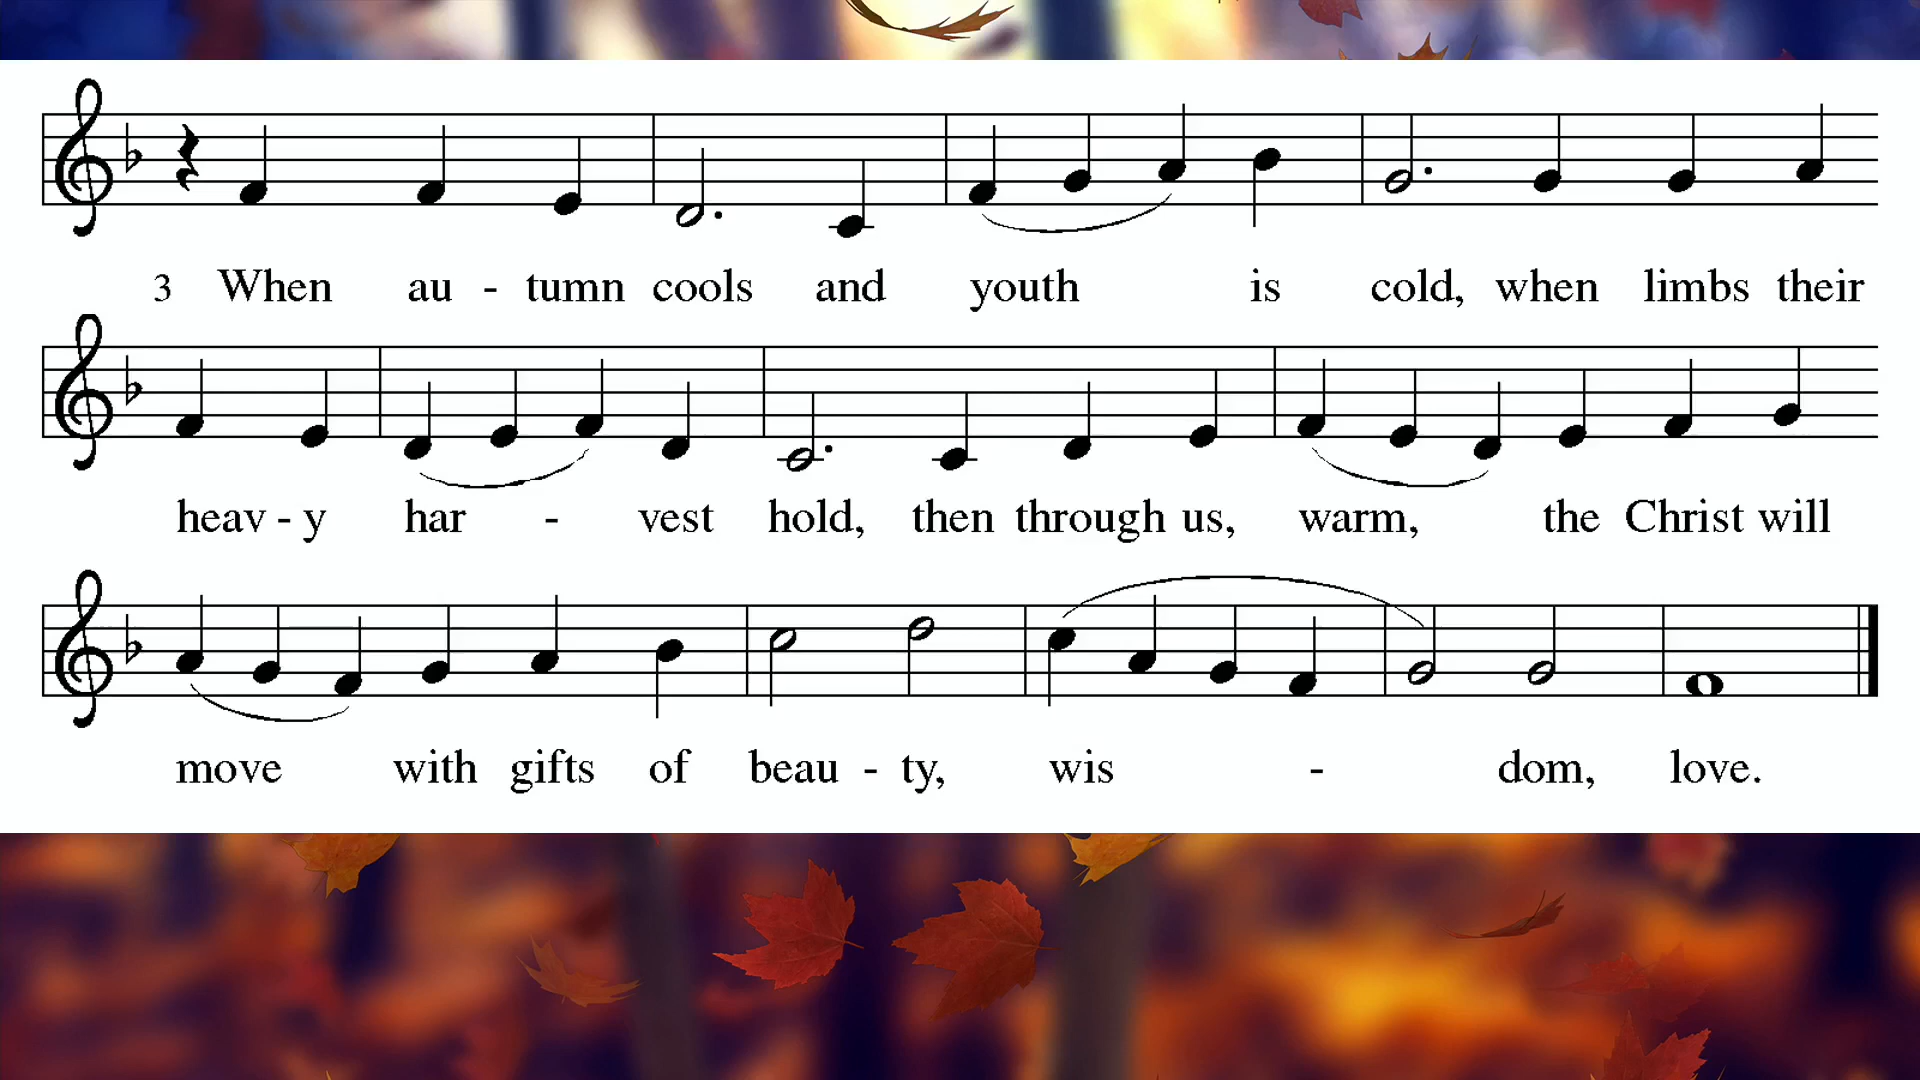 3 When au - tumn cools and youth is cold, when limbs their
heav - y har - vest hold, then through us, warm, the Christ will
move with gifts of beau - ty, wis - dom, love.